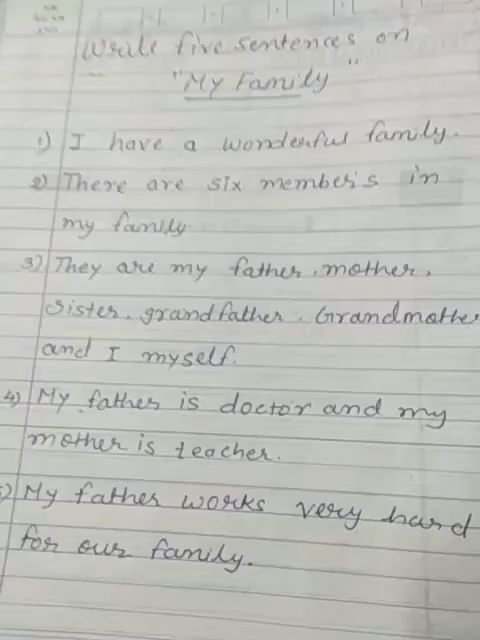 Write five sentences on
"My Family"
1) I have a wonderful family.
2) There are six member's in
my family
3) They are my father, mother,
sister, grandfather, Grandmother
and I myself.
4) My father is doctor and my
mother is teacher.
5) My father works very hard
for our family.